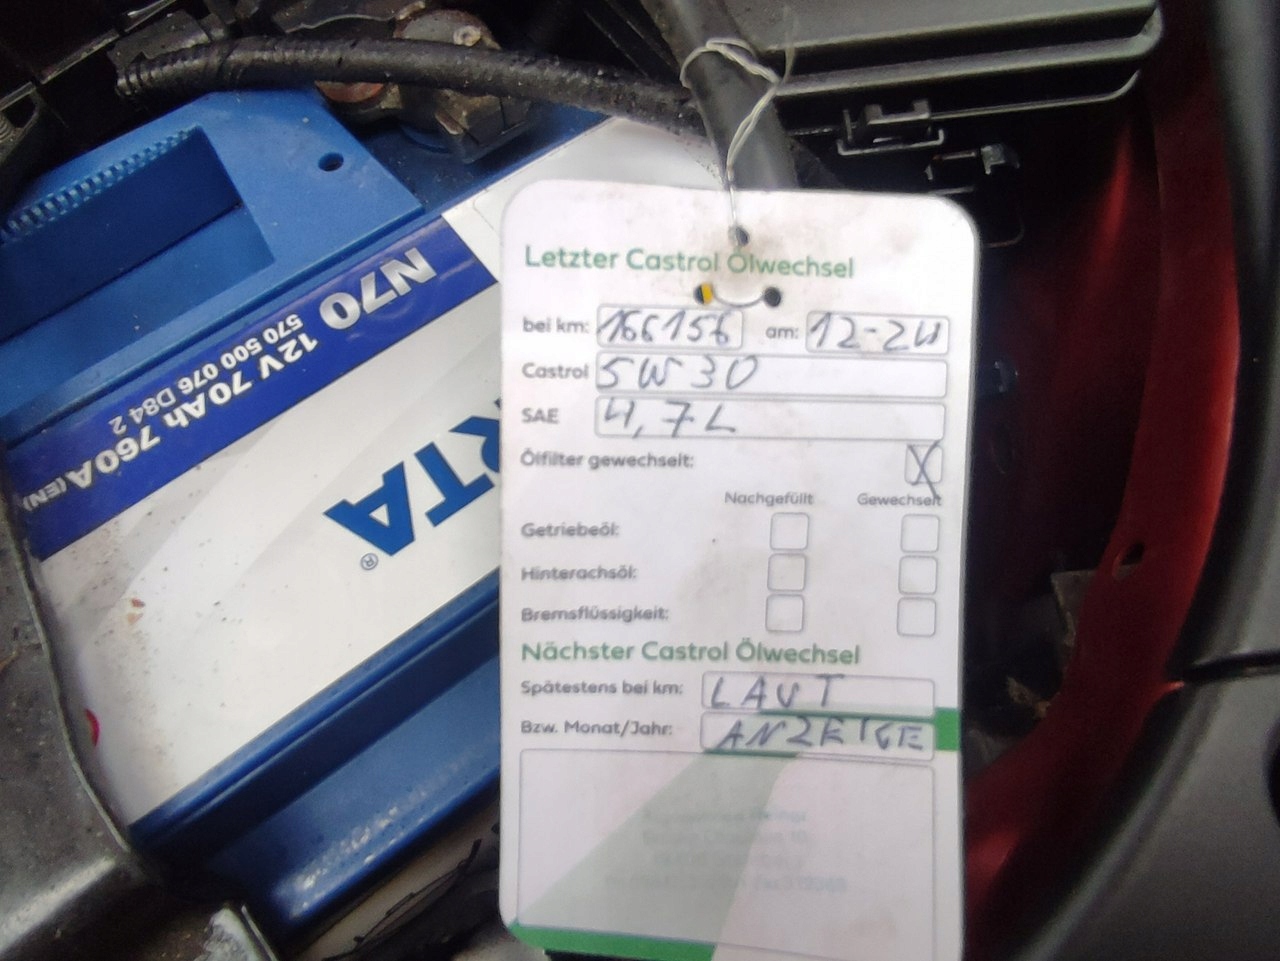 N70
12V 70Ah 760A (EN)
570 500 076 D84 2
RTA®
Letzter Castrol Ölwechsel
bei km: 166156 am: 12-24
Castrol 5W30
SAE 4,7L
Ölfilter gewechselt: X
Nachgefüllt Gewechselt
Getriebeöl:
Hinterachsöl:
Bremsflüssigkeit:
Nächster Castrol Ölwechsel
Spätestens bei km: LAUT
Bzw. Monat/Jahr: ANZEIGE